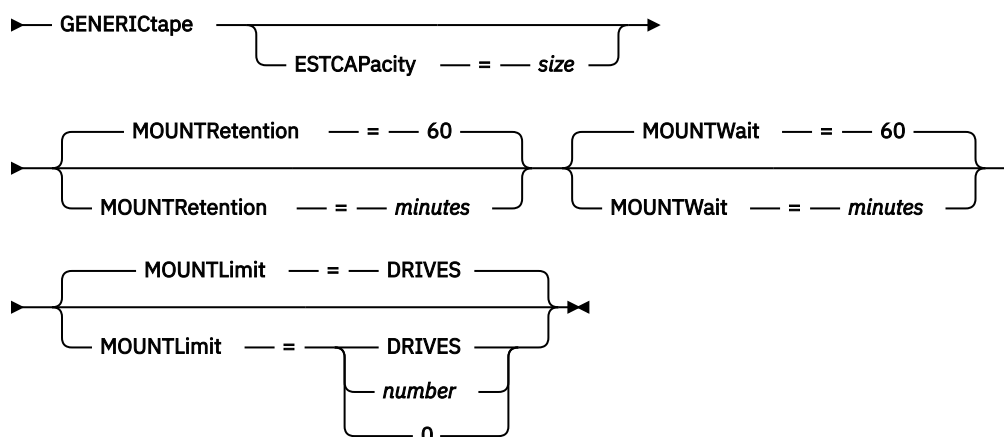 GENERICtape
ESTCAPacity = size
MOUNTRetention = 60
MOUNTRetention = minutes
MOUNTWait = 60
MOUNTWait = minutes
MOUNTLimit = DRIVES
MOUNTLimit = DRIVES
number
0